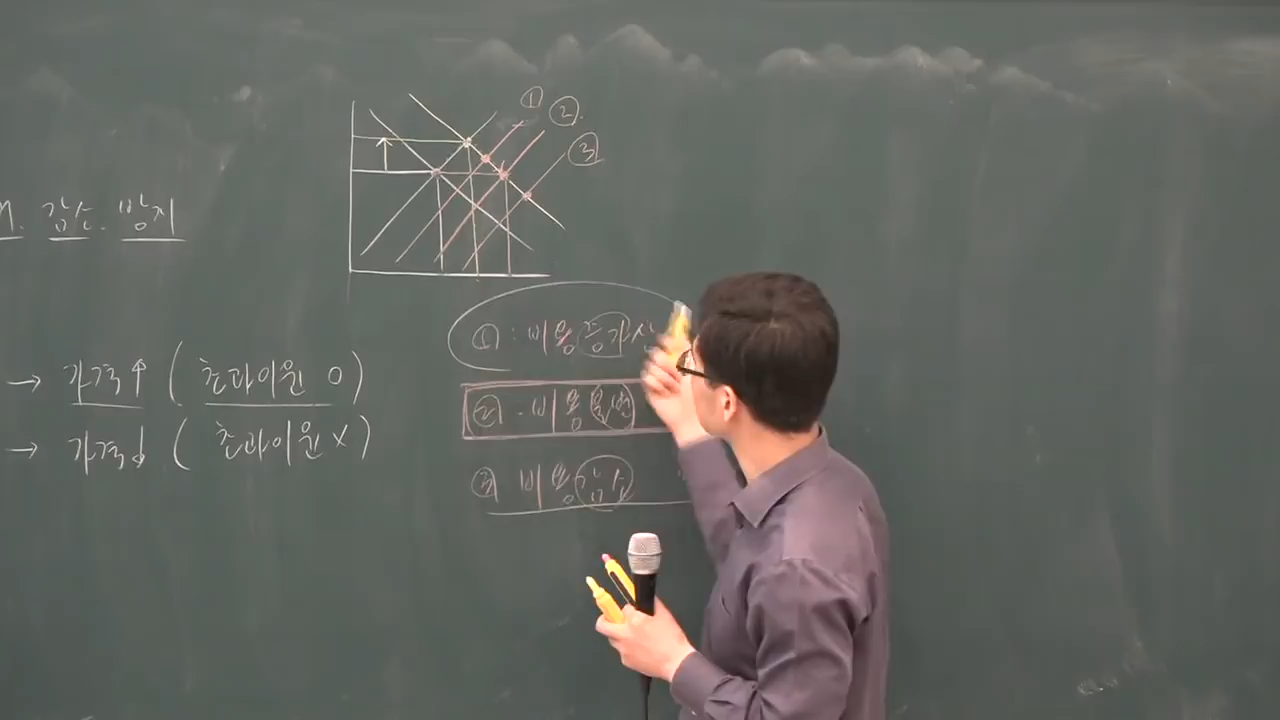 ① ② ③
감소. 방지
→ 가격↑ ( 초과이윤 O )
→ 가격↓ ( 초과이윤 X )
① : 비용 증가
② . 비용 불변
③ 비용 감소